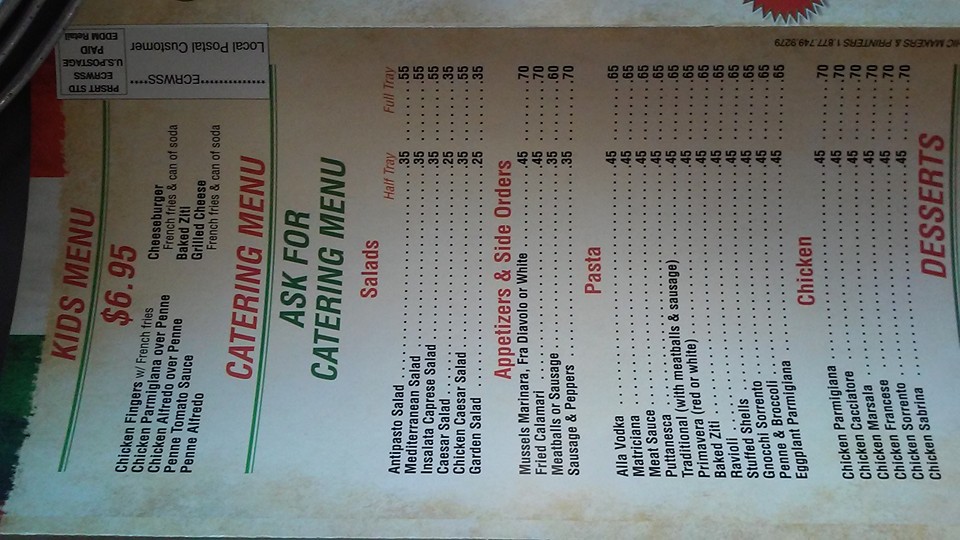 PRSRT STD
ECRWSS
U.S.POSTAGE
PAID
EDDM Retail
**************ECRWSS****
Local Postal Customer
KIDS MENU
$6.95
Chicken Fingers w/ French fries
Chicken Parmigiana over Penne
Chicken Alfredo over Penne
Penne Tomato Sauce
Penne Alfredo
Cheeseburger
French fries & can of soda
Baked Ziti
Grilled Cheese
French fries & can of soda
CATERING MENU
ASK FOR
CATERING MENU
Salads
Half Tray Full Tray
Antipasto Salad .35 .55
Mediterranean Salad .35 .55
Insalata Caprese Salad .35 .55
Caesar Salad .25 .35
Chicken Caesar Salad .35 .55
Garden Salad .25 .35
Appetizers & Side Orders
Mussels Marinara, Fra Diavolo or White .45 .70
Fried Calamari .70 .70
Meatballs or Sausage .35 .60
Sausage & Peppers .35 .70
Pasta
Alla Vodka .45 .65
Matriciana .45 .65
Meat Sauce .45 .65
Puttanesca .45 .65
Traditional (with meatballs & sausage) .45 .65
Primavera (red or white) .45 .65
Baked Ziti .45 .65
Ravioli .45 .65
Stuffed Shells .45 .65
Gnocchi Sorrento .45 .65
Penne & Broccoli .45 .65
Eggplant Parmigiana .45 .65
Chicken
Chicken Parmigiana .45 .70
Chicken Cacciatore .45 .70
Chicken Marsala .45 .70
Chicken Francese .45 .70
Chicken Sorrento .45 .70
Chicken Sabrina .45 .70
DESSERTS
MAKERS & PRINTERS 1.877.749.9279